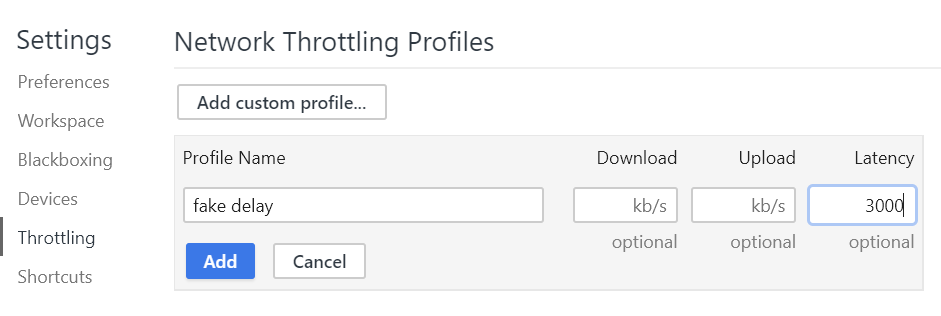 Settings
Preferences
Workspace
Blackboxing
Devices
Throttling
Shortcuts
Network Throttling Profiles
Add custom profile...
Profile Name Download Upload Latency
fake delay kb/s kb/s 3000
optional optional optional
Add Cancel